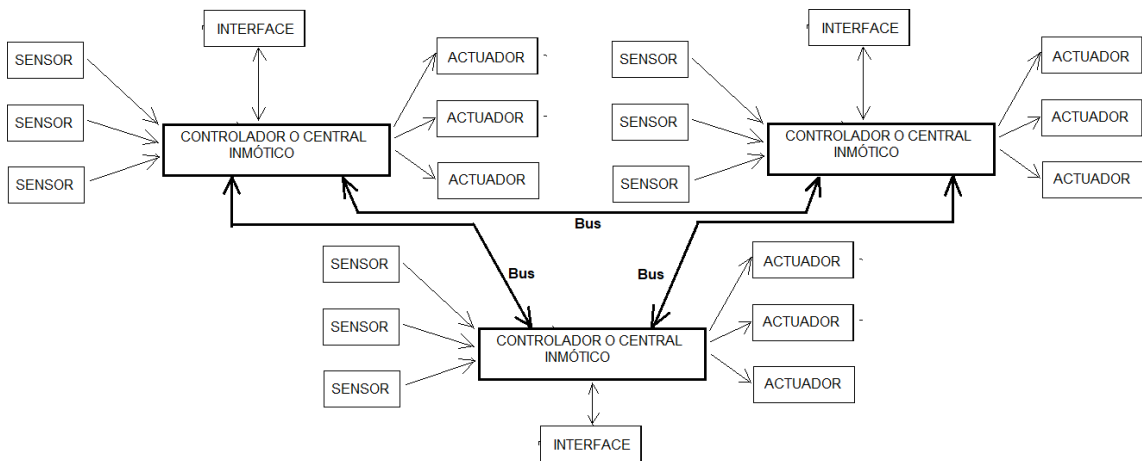 INTERFACE
SENSOR
SENSOR
SENSOR
CONTROLADOR O CENTRAL
INMÓTICO
ACTUADOR
ACTUADOR
ACTUADOR
INTERFACE
SENSOR
SENSOR
SENSOR
CONTROLADOR O CENTRAL
INMÓTICO
ACTUADOR
ACTUADOR
ACTUADOR
Bus
Bus
Bus
SENSOR
SENSOR
SENSOR
CONTROLADOR O CENTRAL
INMÓTICO
ACTUADOR
ACTUADOR
ACTUADOR
INTERFACE